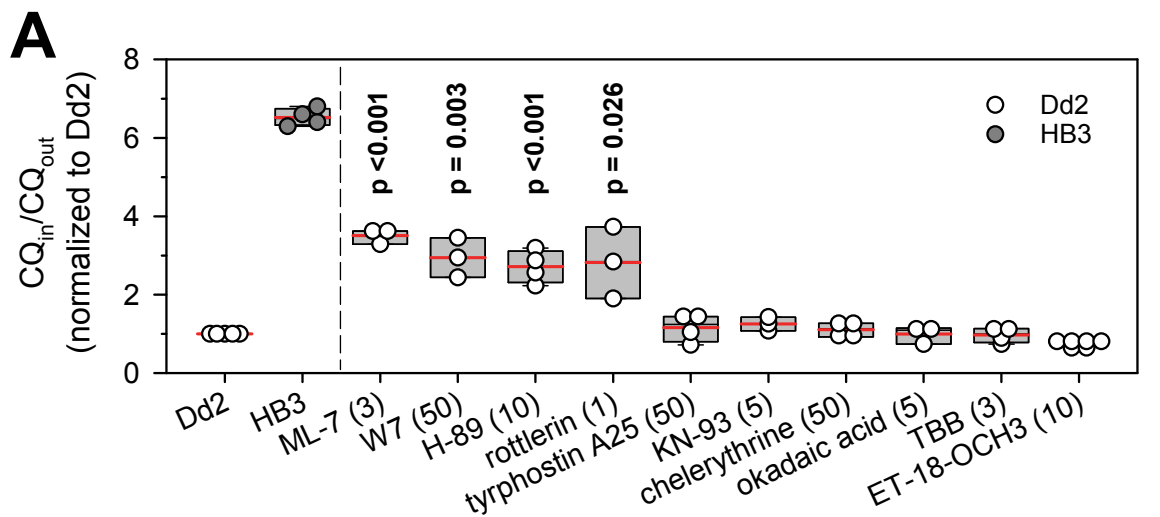 A
CQin/CQout
(normalized to Dd2)
8
6
4
2
0
p <0.001
p = 0.003
p <0.001
p = 0.026
Dd2
HB3
Dd2
HB3
ML-7 (3)
W7 (50)
H-89 (10)
rottlerin (1)
tyrphostin A25 (50)
KN-93 (5)
chelerythrine (50)
okadaic acid (5)
TBB (3)
ET-18-OCH3 (10)